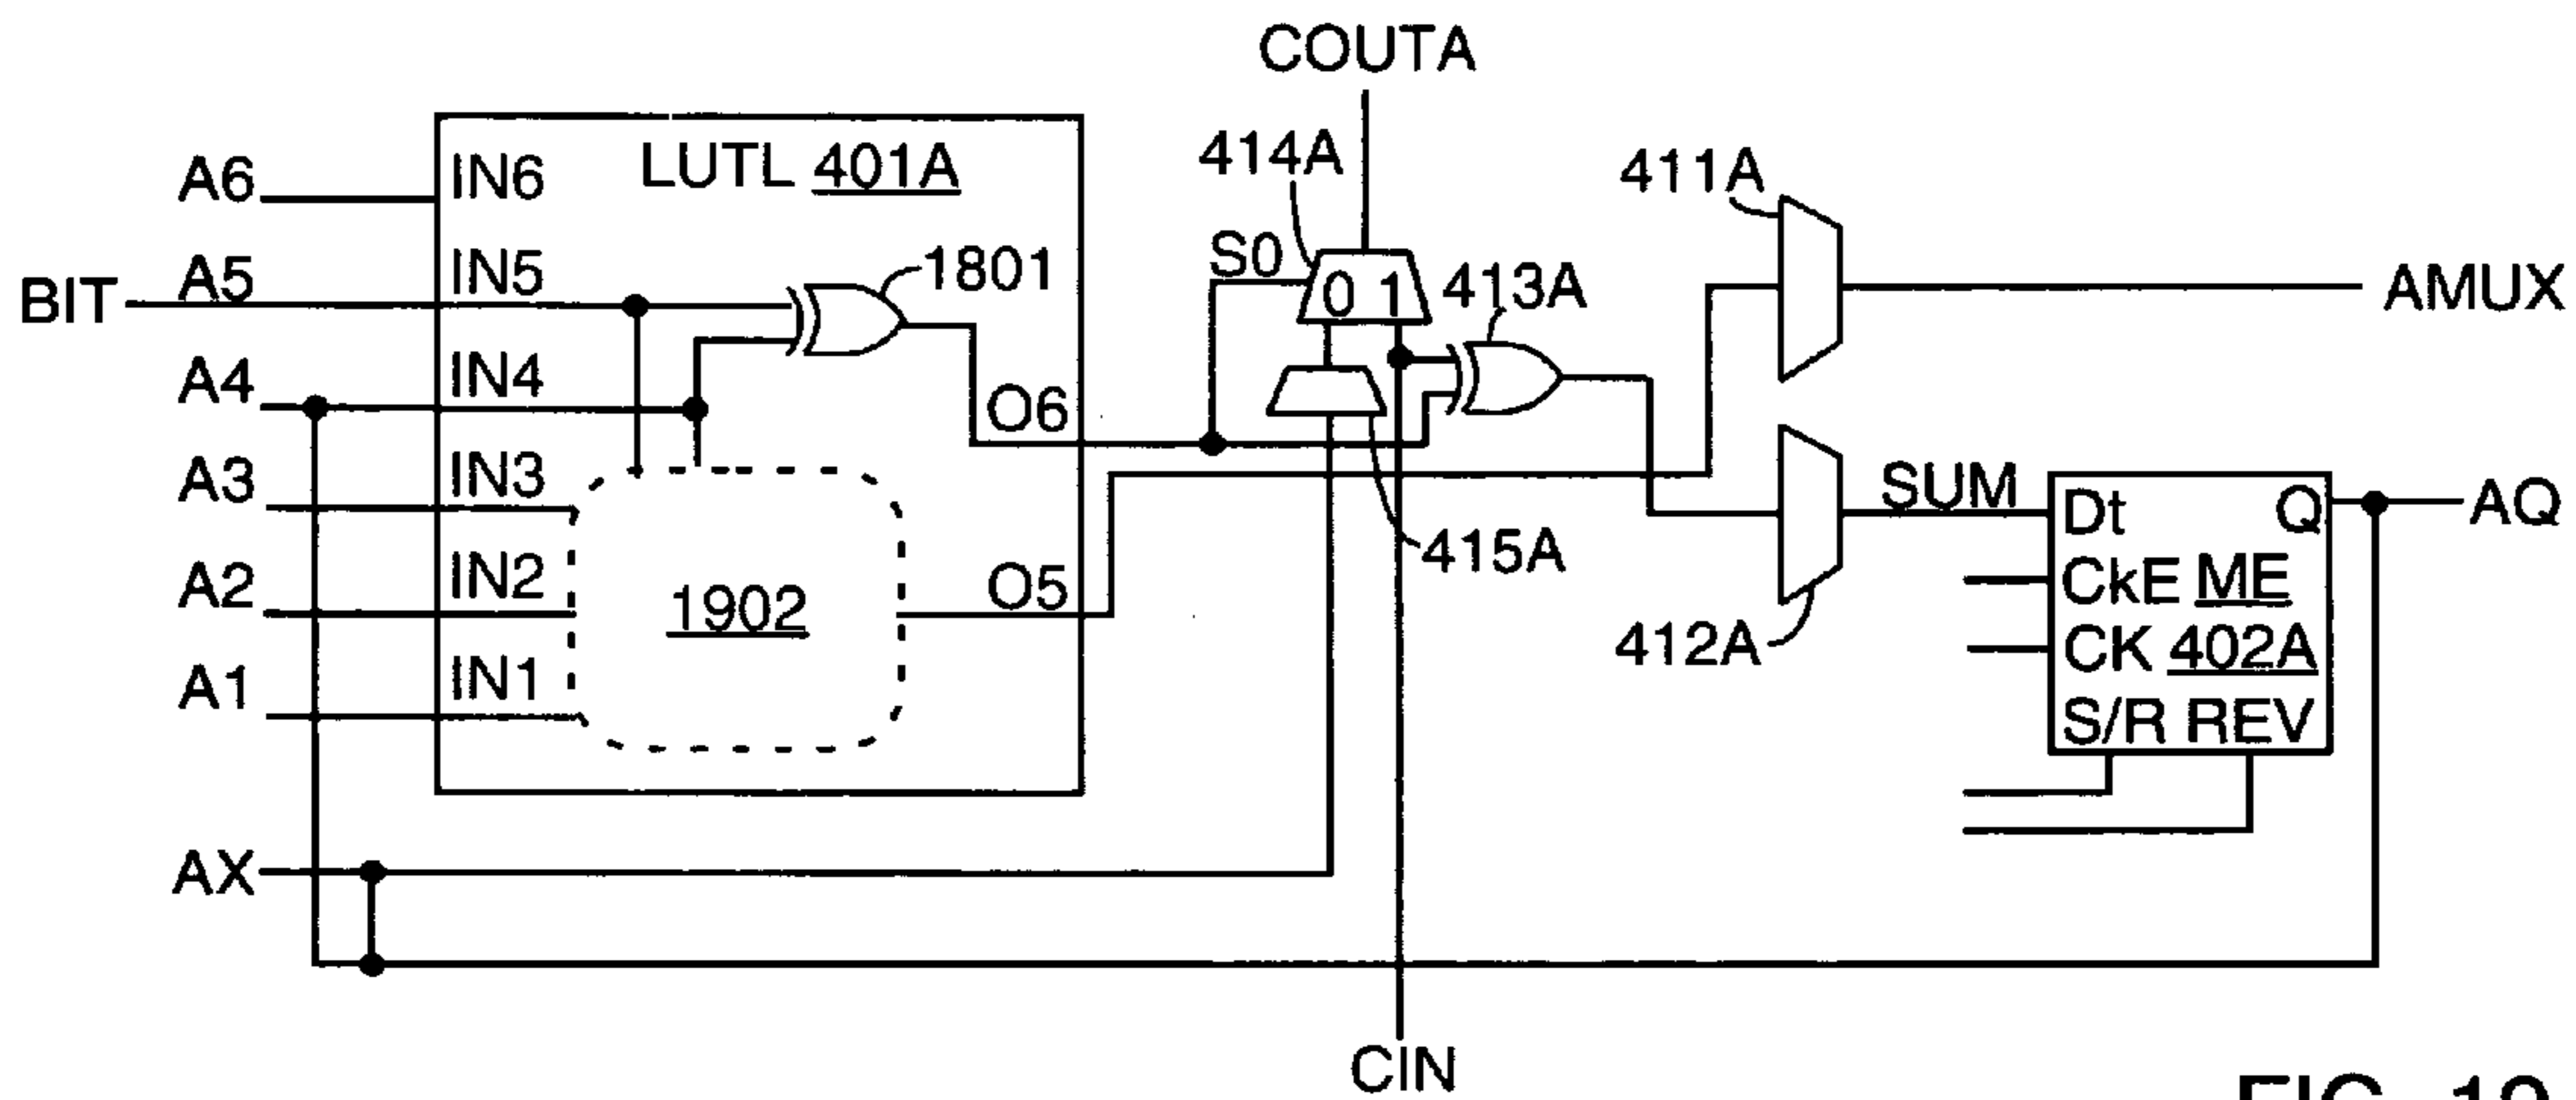 COUTA
414A
411A
A6
IN6
LUTL 401A
A5
IN5
1801
S0
0 1
413A
BIT
AMUX
A4
IN4
O6
A3
IN3
SUM
Dt
Q
AQ
415A
A2
IN2
1902
O5
CkE ME
412A
CK 402A
A1
IN1
S/R REV
AX
CIN